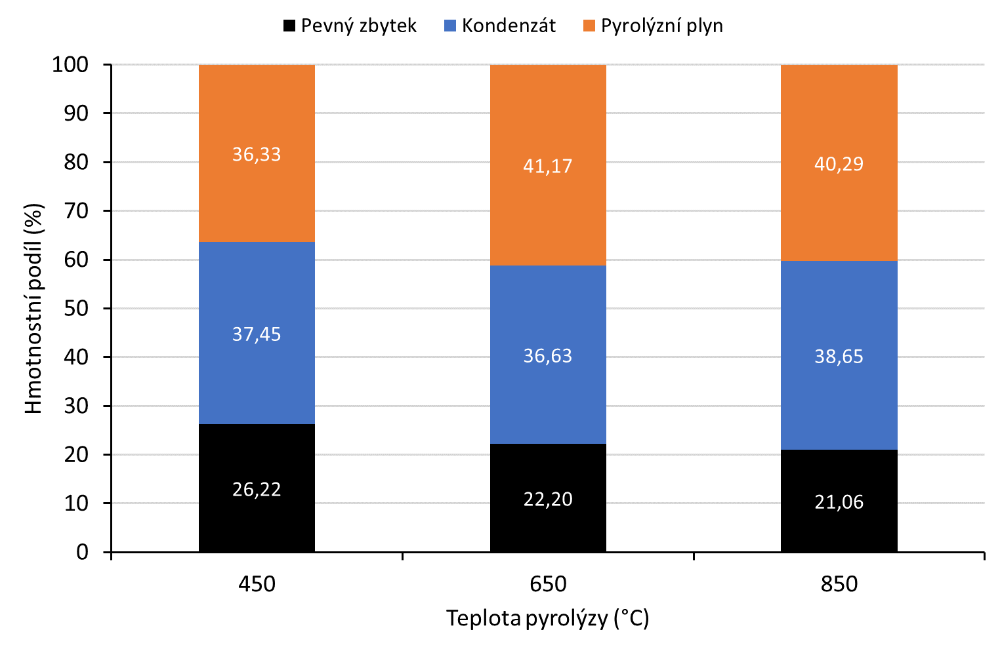 Pevný zbytek Kondenzát Pyrolýzní plyn
Hmotnostní podíl (%)
100
90
80
70
60
50
40
30
20
10
0
36,33 41,17 40,29
37,45 36,63 38,65
26,22 22,20 21,06
450 650 850
Teplota pyrolýzy (°C)